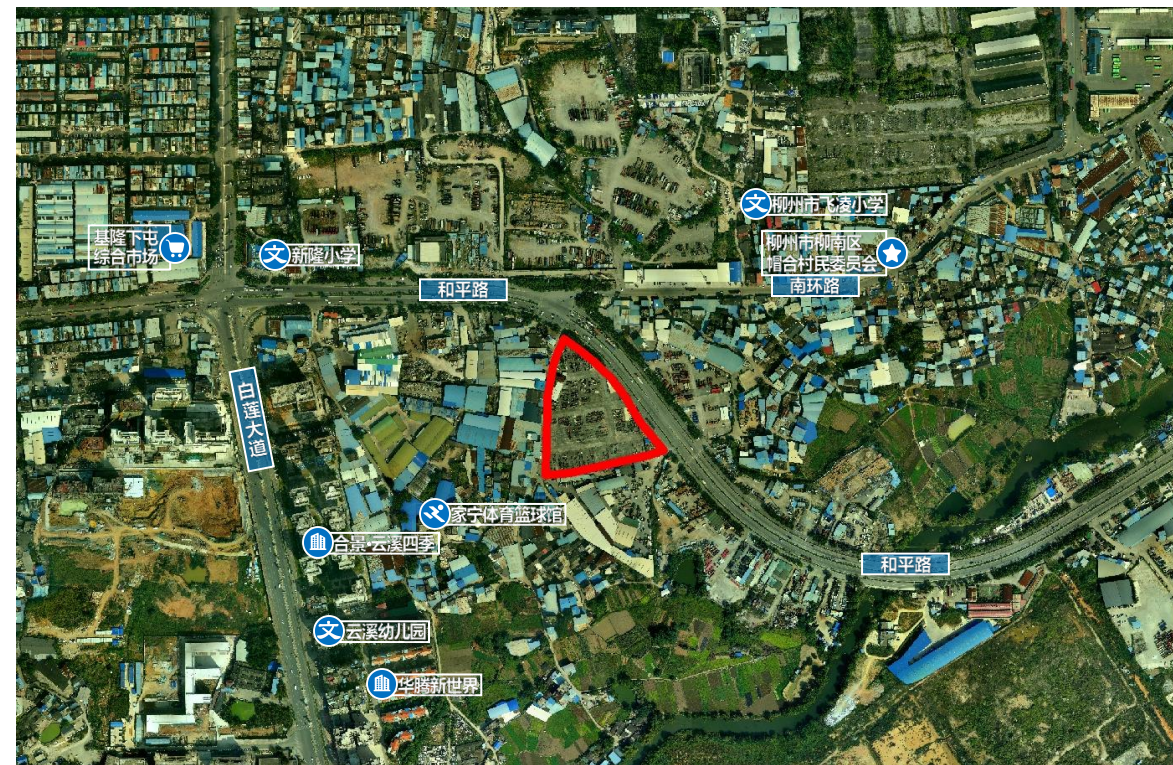 柳州市飞凌小学
基隆下屯
综合市场
新隆小学
柳州市柳南区
帽合村民委员会
和平路
南环路
白莲大道
家宁体育篮球馆
合景·云溪四季
和平路
云溪幼儿园
华腾新世界